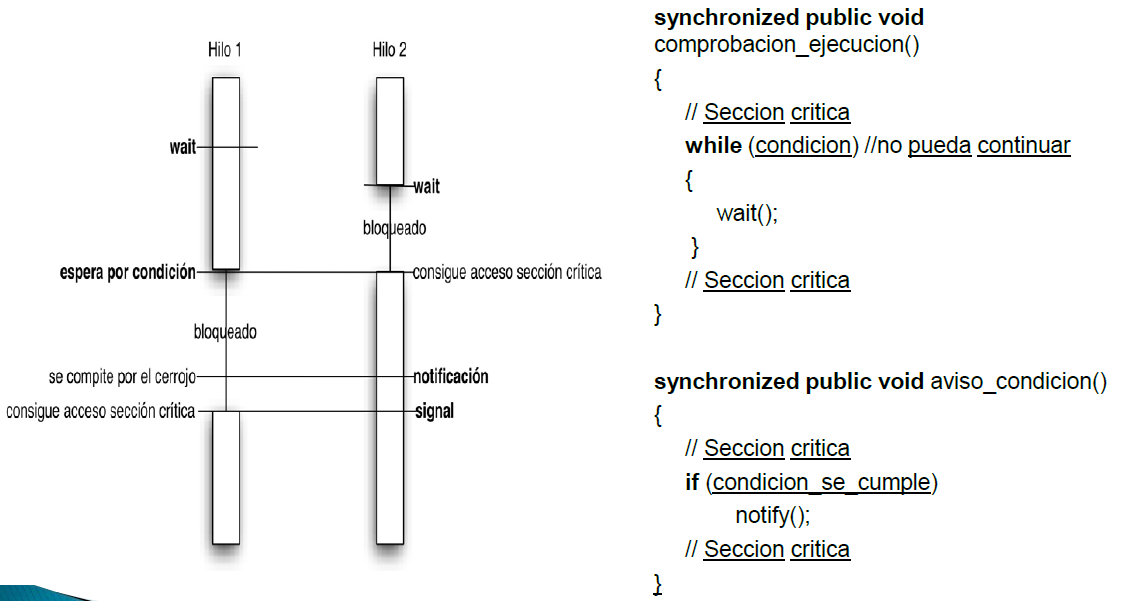 Hilo 1
Hilo 2
wait
wait
bloqueado
espera por condición
consigue acceso sección crítica
bloqueado
se compite por el cerrojo
notificación
consigue acceso sección crítica
signal
synchronized public void
comprobacion_ejecucion()
{
// Seccion critica
while (condicion) //no pueda continuar
{
wait();
}
// Seccion critica
}
synchronized public void aviso_condicion()
{
// Seccion critica
if (condicion_se_cumple)
notify();
// Seccion critica
}